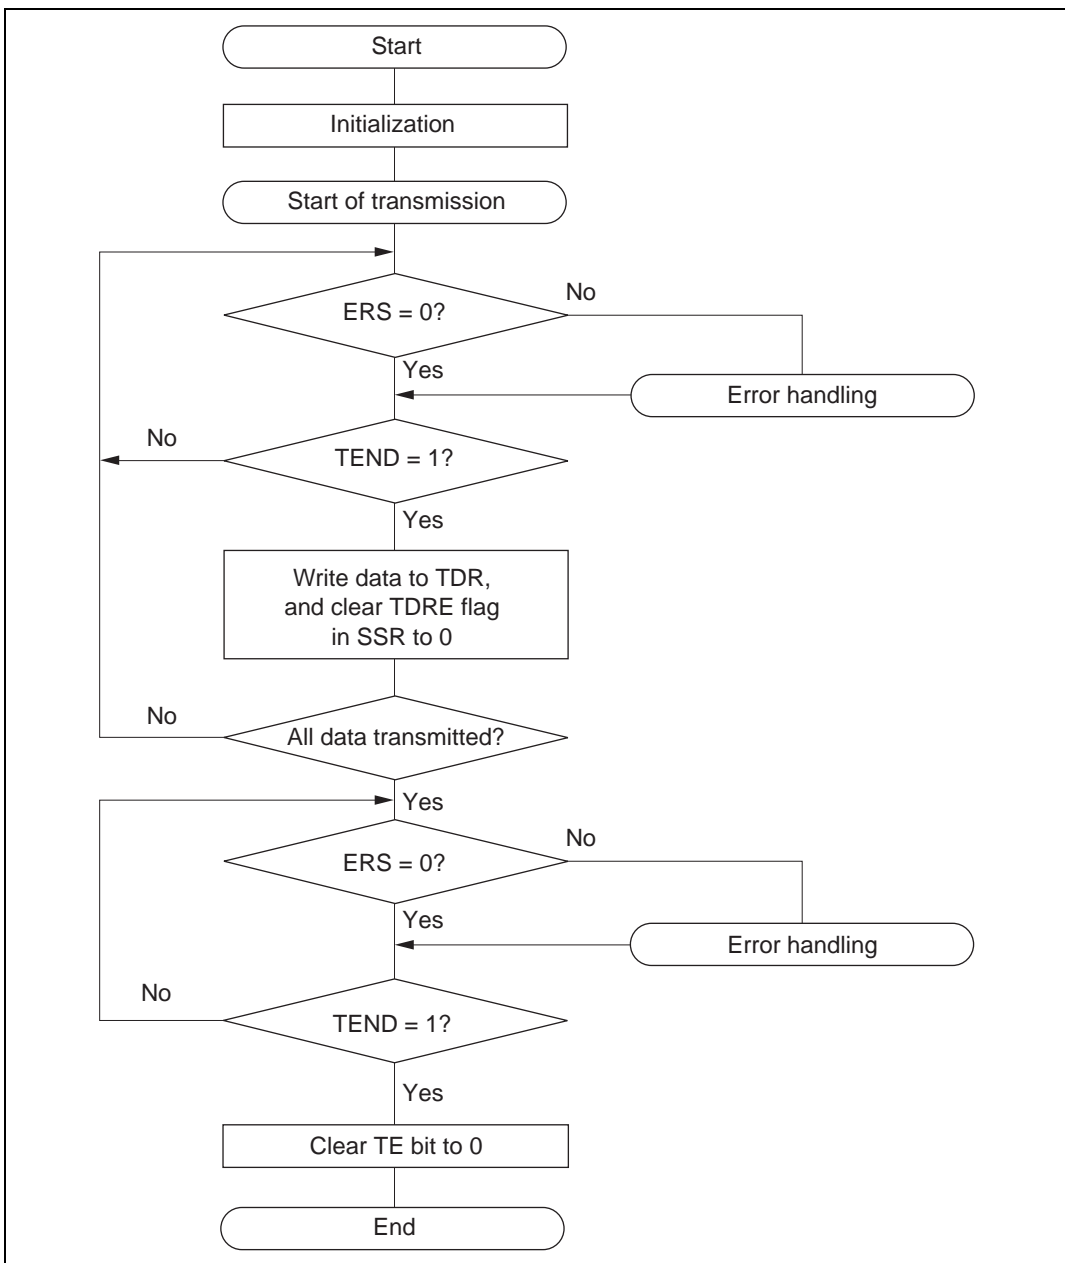 Start
Initialization
Start of transmission
ERS = 0?
No
Yes
Error handling
No
TEND = 1?
Yes
Write data to TDR,
and clear TDRE flag
in SSR to 0
No
All data transmitted?
Yes
ERS = 0?
No
Yes
Error handling
No
TEND = 1?
Yes
Clear TE bit to 0
End